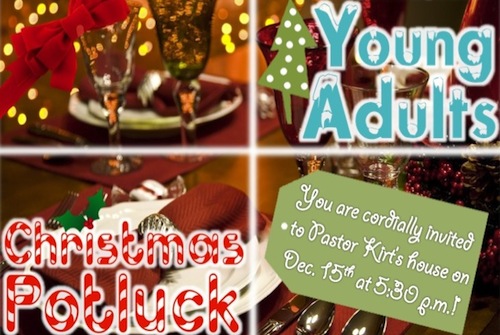 Young
Adults
Christmas
Potluck
You are cordially invited
to Pastor Kirt's house on
Dec. 15th at 5:30 p.m.!